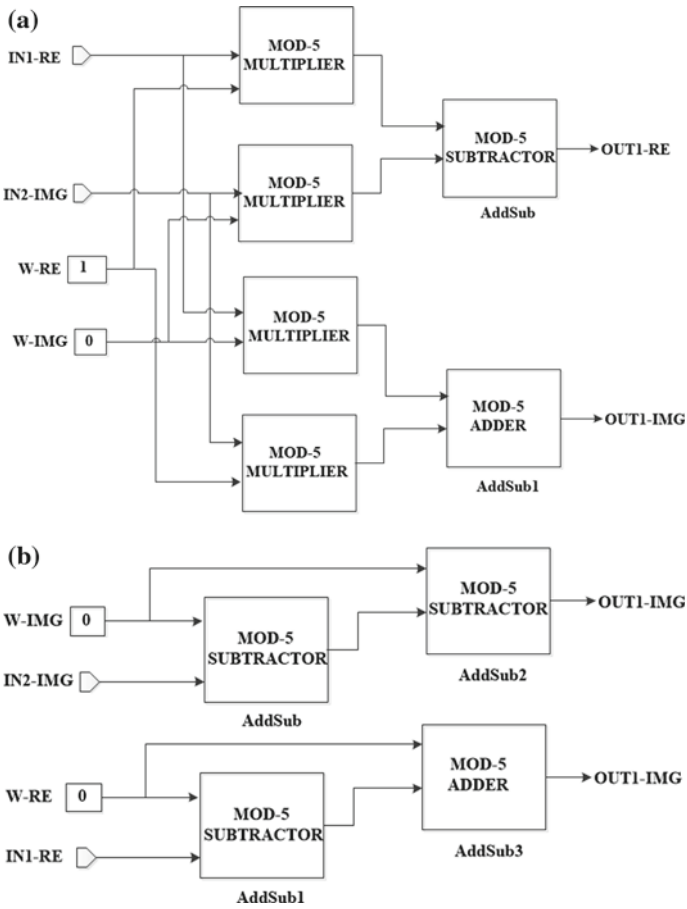 (a)
IN1-RE
MOD-5
MULTIPLIER
MOD-5
SUBTRACTOR
OUT1-RE
AddSub
IN2-IMG
MOD-5
MULTIPLIER
W-RE
1
W-IMG
0
MOD-5
MULTIPLIER
MOD-5
ADDER
OUT1-IMG
AddSub1
MOD-5
MULTIPLIER
(b)
W-IMG
0
MOD-5
SUBTRACTOR
OUT1-IMG
AddSub2
MOD-5
SUBTRACTOR
IN2-IMG
AddSub
W-RE
0
MOD-5
ADDER
OUT1-IMG
AddSub3
MOD-5
SUBTRACTOR
IN1-RE
AddSub1